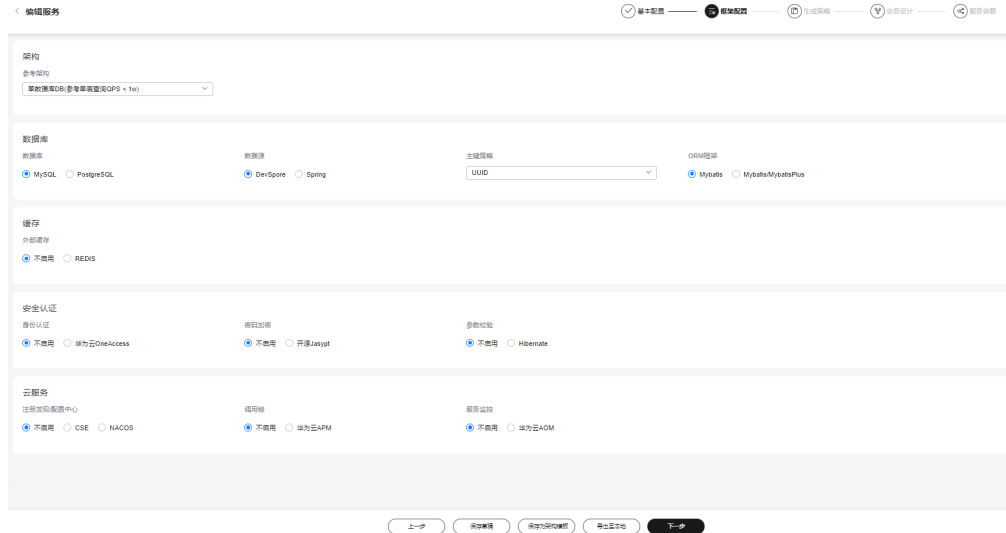 编辑服务
基本配置 框架配置 生成策略 业务设计 服务依赖
架构
参考架构
单数据库DB(参考单表查询QPS < 1w)
数据库
数据库 数据源 主键策略 ORM框架
MySQL PostgreSQL DevSpore Spring UUID Mybatis Mybatis/MybatisPlus
缓存
外部缓存
不启用 REDIS
安全认证
身份认证 密码加密 参数校验
不启用 华为云OneAccess 不启用 开源Jasypt 不启用 Hibernate
云服务
注册发现/配置中心 调用链 服务监控
不启用 CSE NACOS 不启用 华为云APM 不启用 华为云AOM
上一步 保存草稿 保存为架构模板 导出至本地 下一步